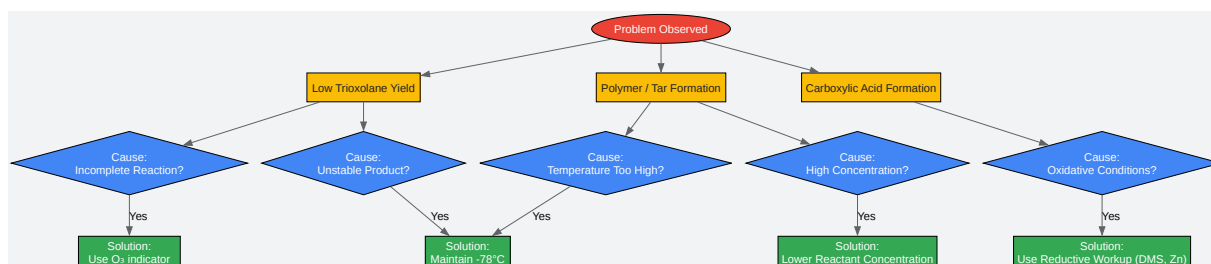 Problem Observed
Low Trioxolane Yield
Polymer / Tar Formation
Carboxylic Acid Formation
Cause:
Incomplete Reaction?
Cause:
Unstable Product?
Cause:
Temperature Too High?
Cause:
High Concentration?
Cause:
Oxidative Conditions?
Yes
Yes
Yes
Yes
Yes
Solution:
Use O₃ indicator
Solution:
Maintain -78°C
Solution:
Lower Reactant Concentration
Solution:
Use Reductive Workup (DMS, Zn)